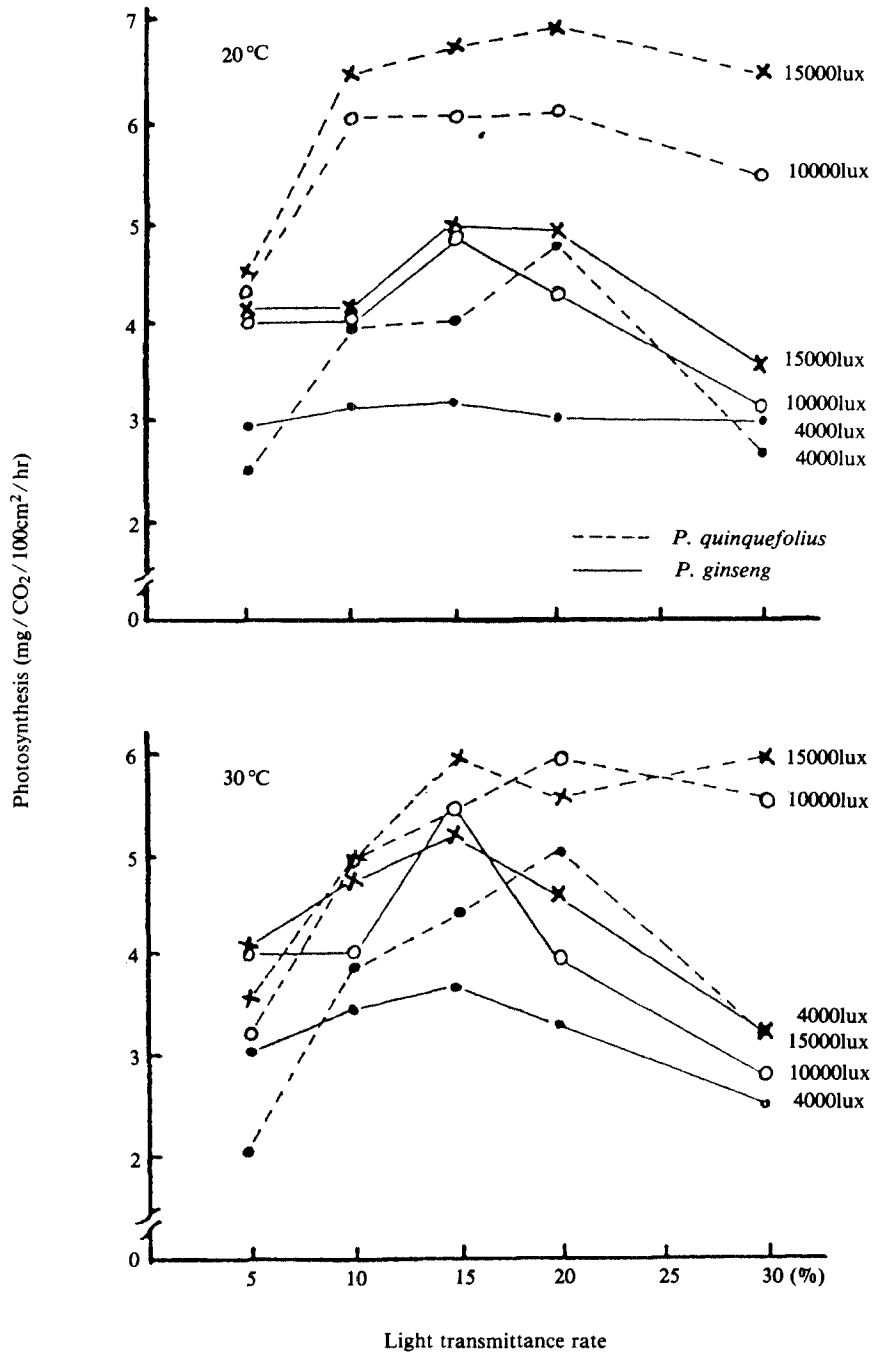 Photosynthesis (mg / CO₂ / 100cm² / hr)
20°C
7
6
5
4
3
2
0
15000lux
10000lux
15000lux
10000lux
4000lux
4000lux
P. quinquefolius
P. ginseng
30°C
6
5
4
3
2
0
15000lux
10000lux
4000lux
15000lux
10000lux
4000lux
5 10 15 20 30 (%)
Light transmittance rate